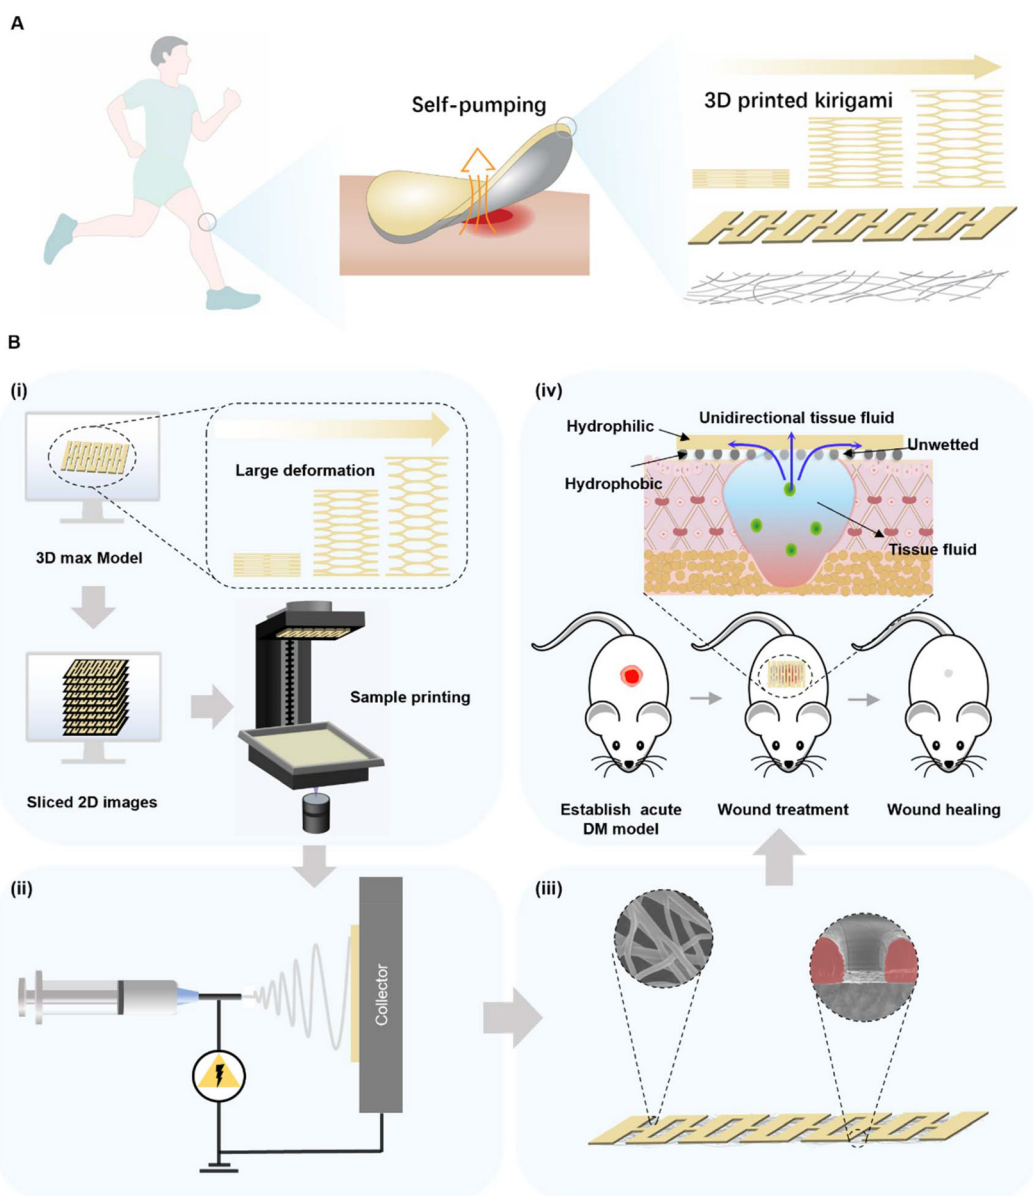 A
Self-pumping
3D printed kirigami
B
(i)
Large deformation
3D max Model
Sample printing
Sliced 2D images
(iv)
Unidirectional tissue fluid
Hydrophilic
Unwetted
Hydrophobic
Tissue fluid
Establish acute
DM model
Wound treatment
Wound healing
(ii)
Collector
(iii)